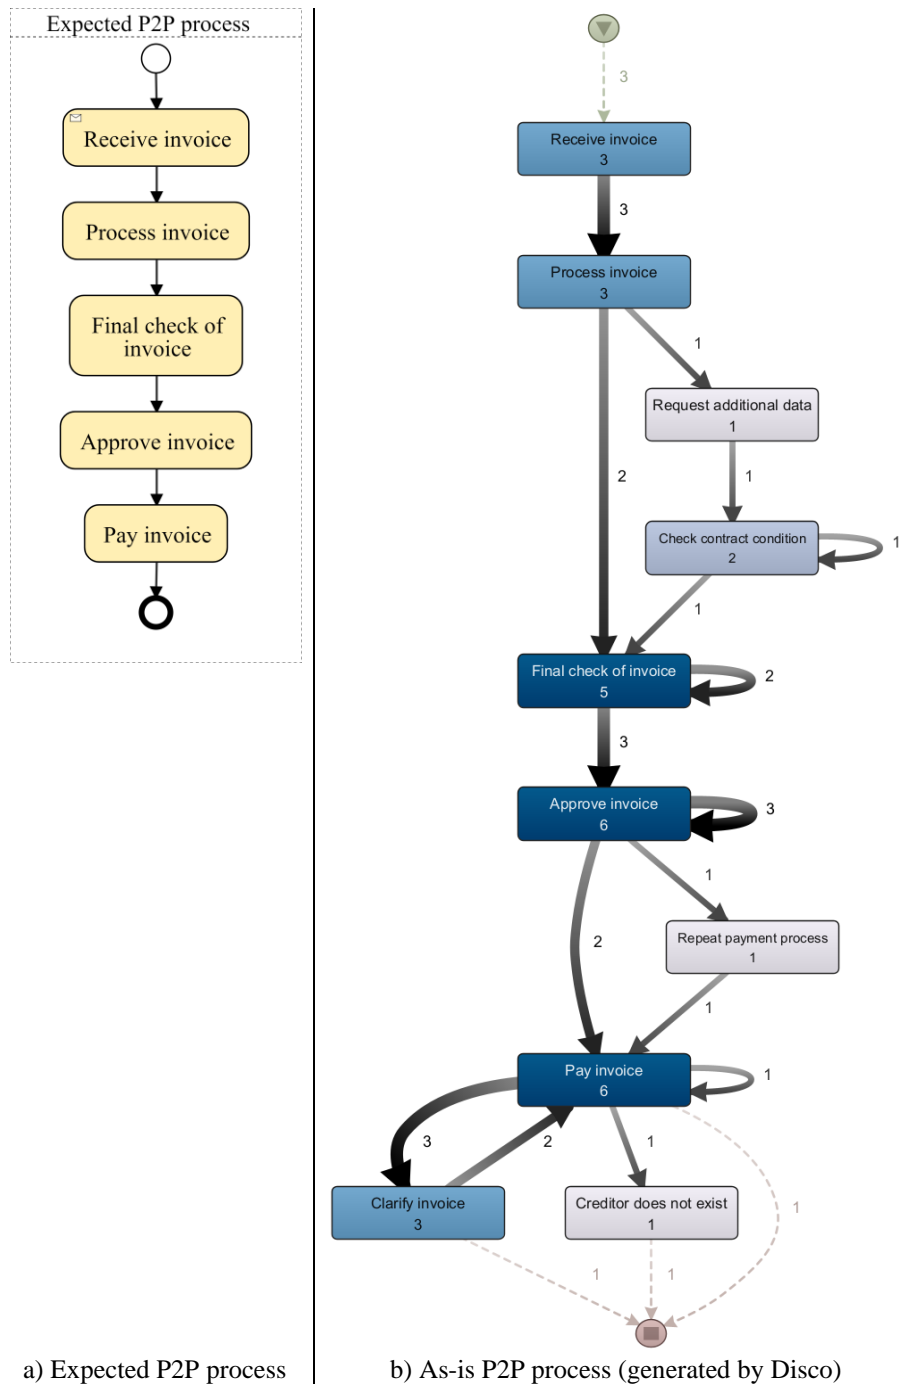 Expected P2P process
Receive invoice
Process invoice
Final check of
invoice
Approve invoice
Pay invoice
a) Expected P2P process
3
Receive invoice
3
3
Process invoice
3
1
Request additional data
1
2
1
Check contract condition
2
1
1
Final check of invoice
5
2
3
Approve invoice
6
3
1
2
Repeat payment process
1
1
Pay invoice
6
1
3
2
1
1
Clarify invoice
3
Creditor does not exist
1
1
1
b) As-is P2P process (generated by Disco)